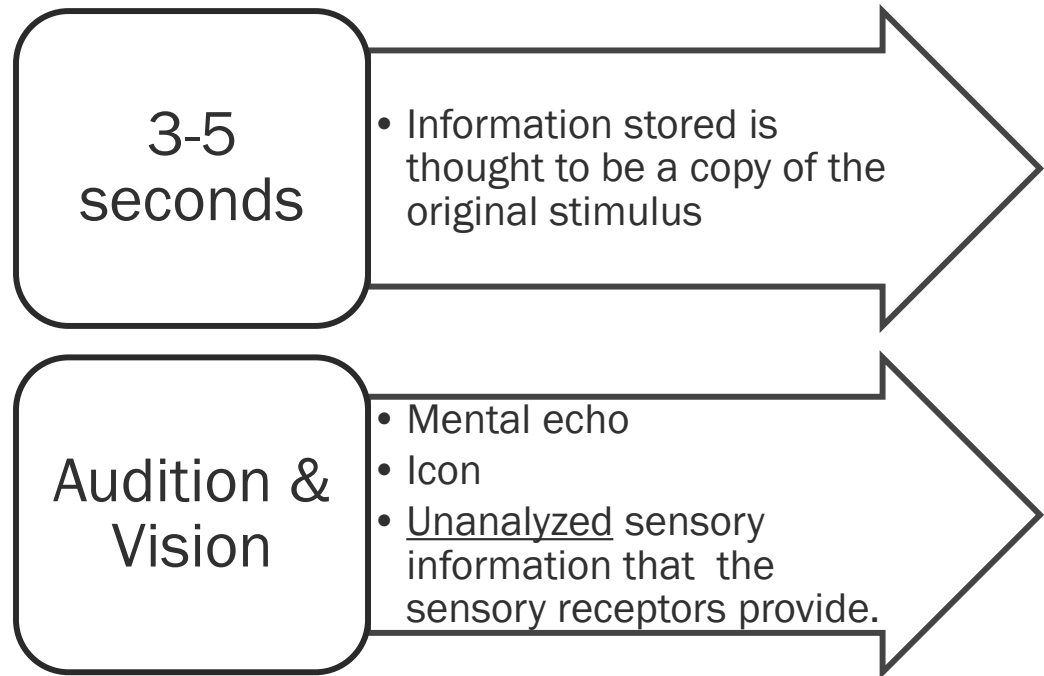 3-5
seconds
• Information stored is
thought to be a copy of the
original stimulus
Audition &
Vision
• Mental echo
• Icon
• Unanalyzed sensory
information that  the
sensory receptors provide.